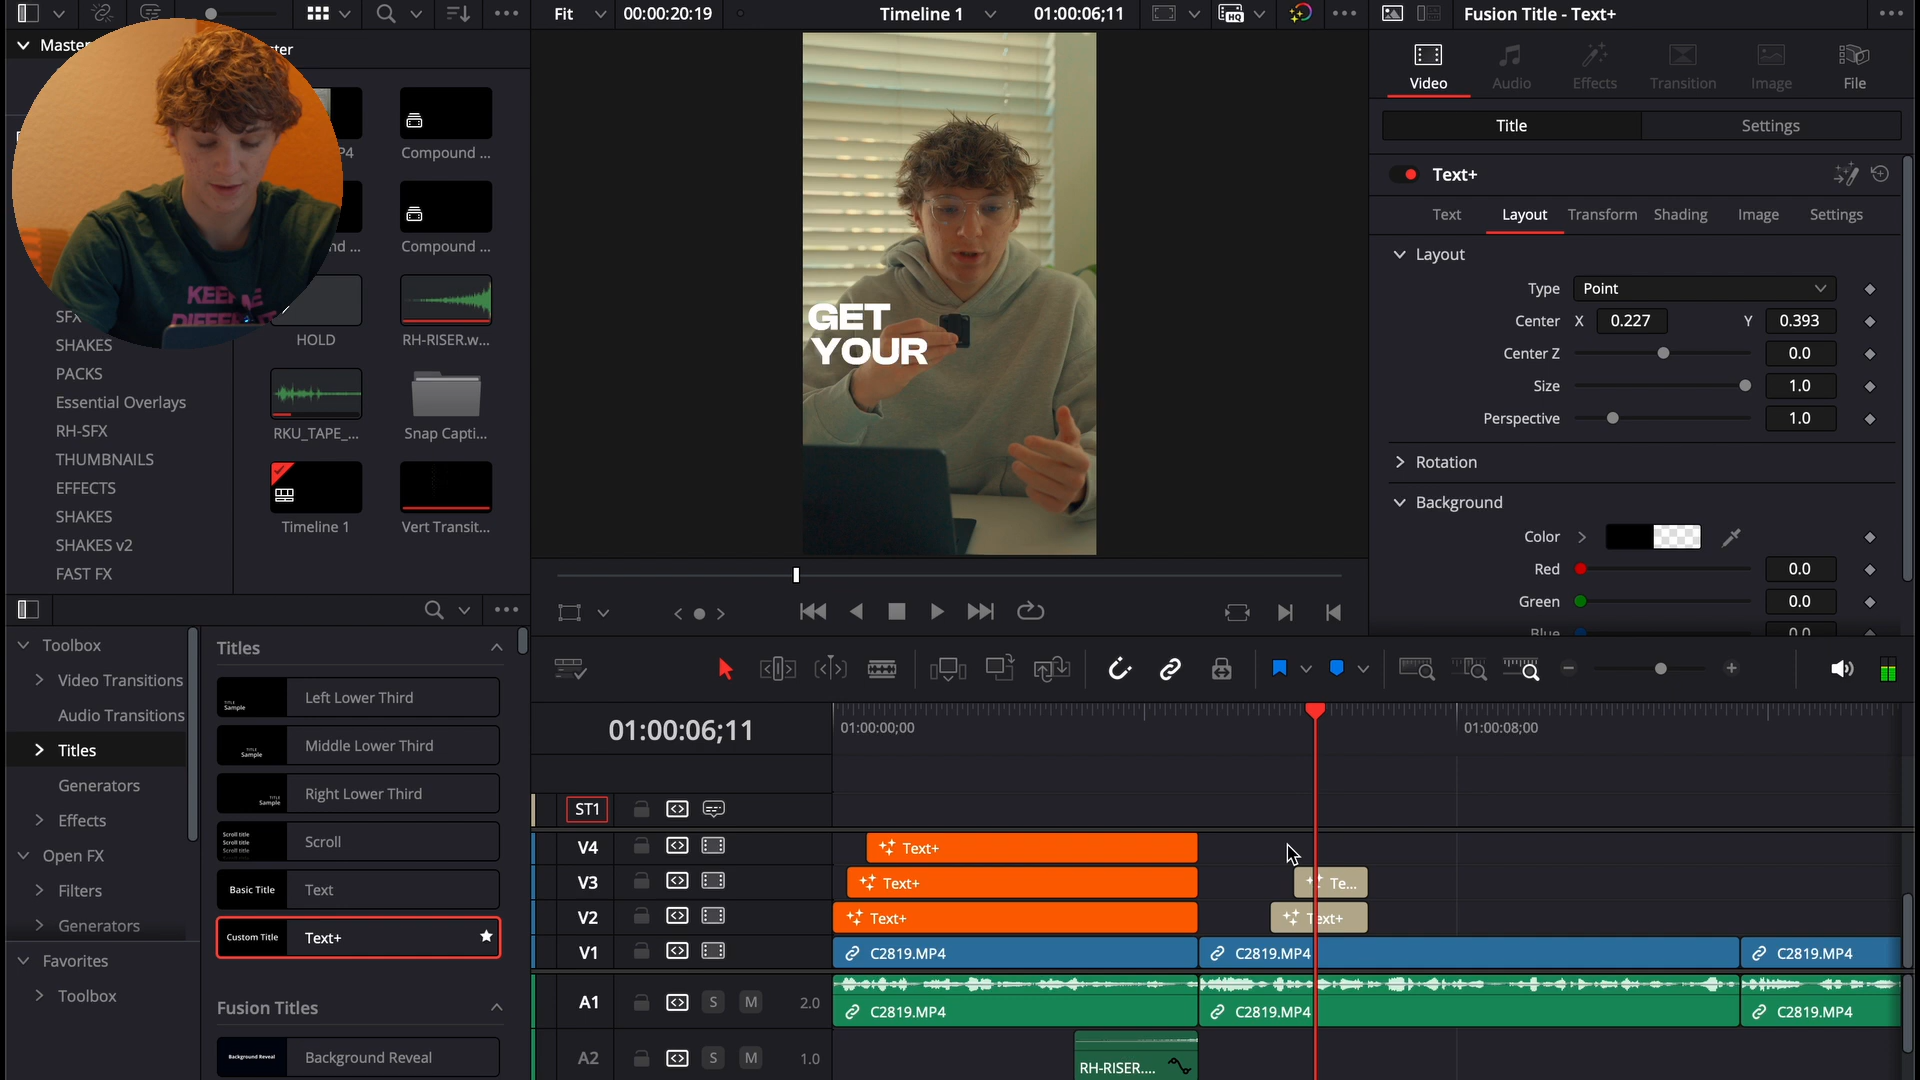 Fit
00:00:20:19
Timeline 1
01:00:06;11
Fusion Title - Text+
Master
Compound ...
Compound ...
HOLD
RH-RISER.w...
RKU_TAPE_...
Snap Capti...
Timeline 1
Vert Transit...
KEEP ME
DIFFERENT
SFX
SHAKES
PACKS
Essential Overlays
RH-SFX
THUMBNAILS
EFFECTS
SHAKES
SHAKES v2
FAST FX
GET
YOUR
Video
Audio
Effects
Transition
Image
File
Title
Settings
Text+
Text
Layout
Transform
Shading
Image
Settings
Layout
Type
Point
Center
X
0.227
Y
0.393
Center Z
0.0
Size
1.0
Perspective
1.0
Rotation
Background
Color
Red
0.0
Green
0.0
Blue
0.0
Toolbox
Video Transitions
Audio Transitions
Titles
Generators
Effects
Open FX
Filters
Generators
Favorites
Toolbox
Titles
Left Lower Third
Middle Lower Third
Right Lower Third
Scroll
Basic Title
Text
Custom Title
Text+
Fusion Titles
Background Reveal
Background Reveal
01:00:06;11
01:00:00;00
01:00:08;00
ST1
V4
Text+
V3
Text+
Te...
V2
Text+
Text+
V1
C2819.MP4
C2819.MP4
C2819.MP4
A1
S
M
2.0
C2819.MP4
C2819.MP4
C2819.MP4
A2
S
M
1.0
RH-RISER....